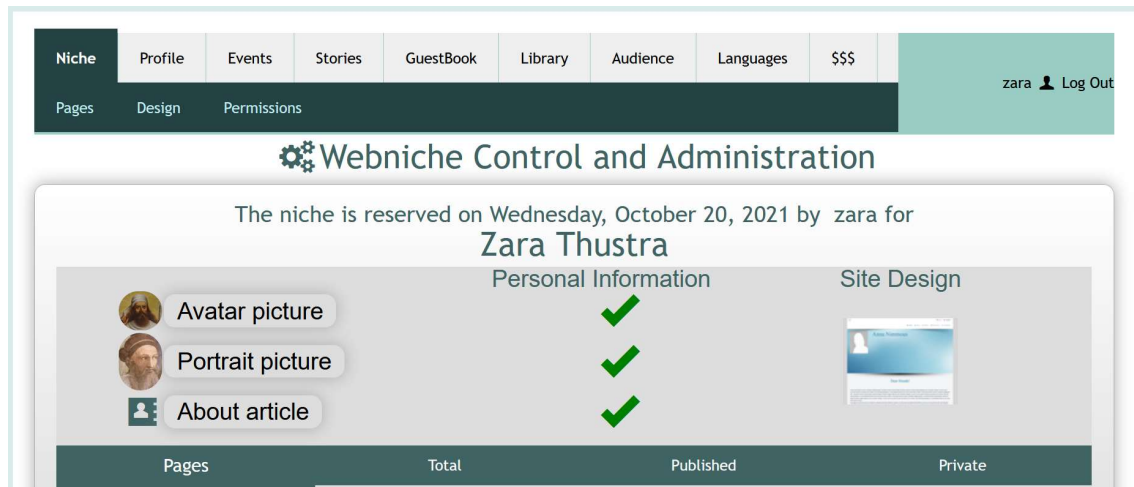 Niche Profile Events Stories GuestBook Library Audience Languages $$$
zara Log Out
Pages Design Permissions
Webniche Control and Administration
The niche is reserved on Wednesday, October 20, 2021 by zara for
Zara Thustra
Personal Information Site Design
Avatar picture
Portrait picture
About article
Pages Total Published Private